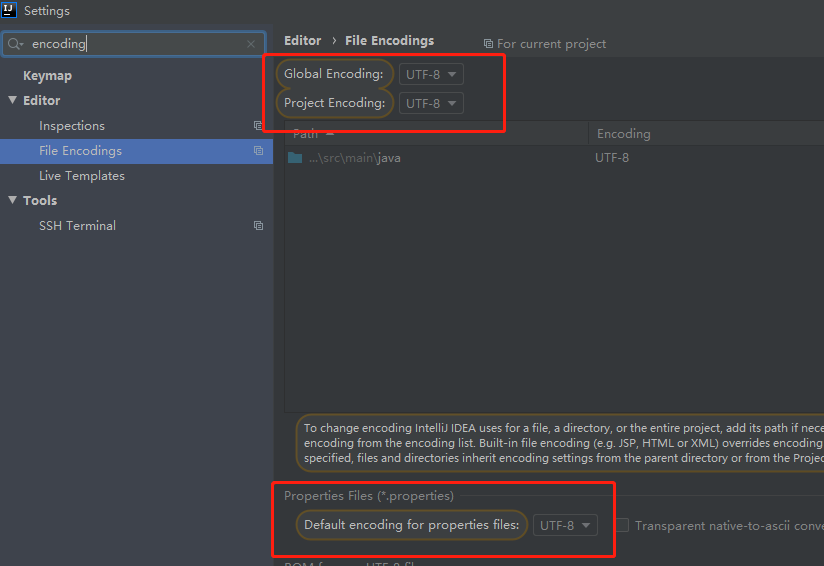 IJ Settings
encoding
Keymap
Editor
Inspections
File Encodings
Live Templates
Tools
SSH Terminal
Editor › File Encodings For current project
Global Encoding: UTF-8
Project Encoding: UTF-8
Path Encoding
...\src\main\java UTF-8
To change encoding IntelliJ IDEA uses for a file, a directory, or the entire project, add its path if nece
encoding from the encoding list. Built-in file encoding (e.g. JSP, HTML or XML) overrides encoding
specified, files and directories inherit encoding settings from the parent directory or from the Projec
Properties Files (*.properties)
Default encoding for properties files: UTF-8 Transparent native-to-ascii conve